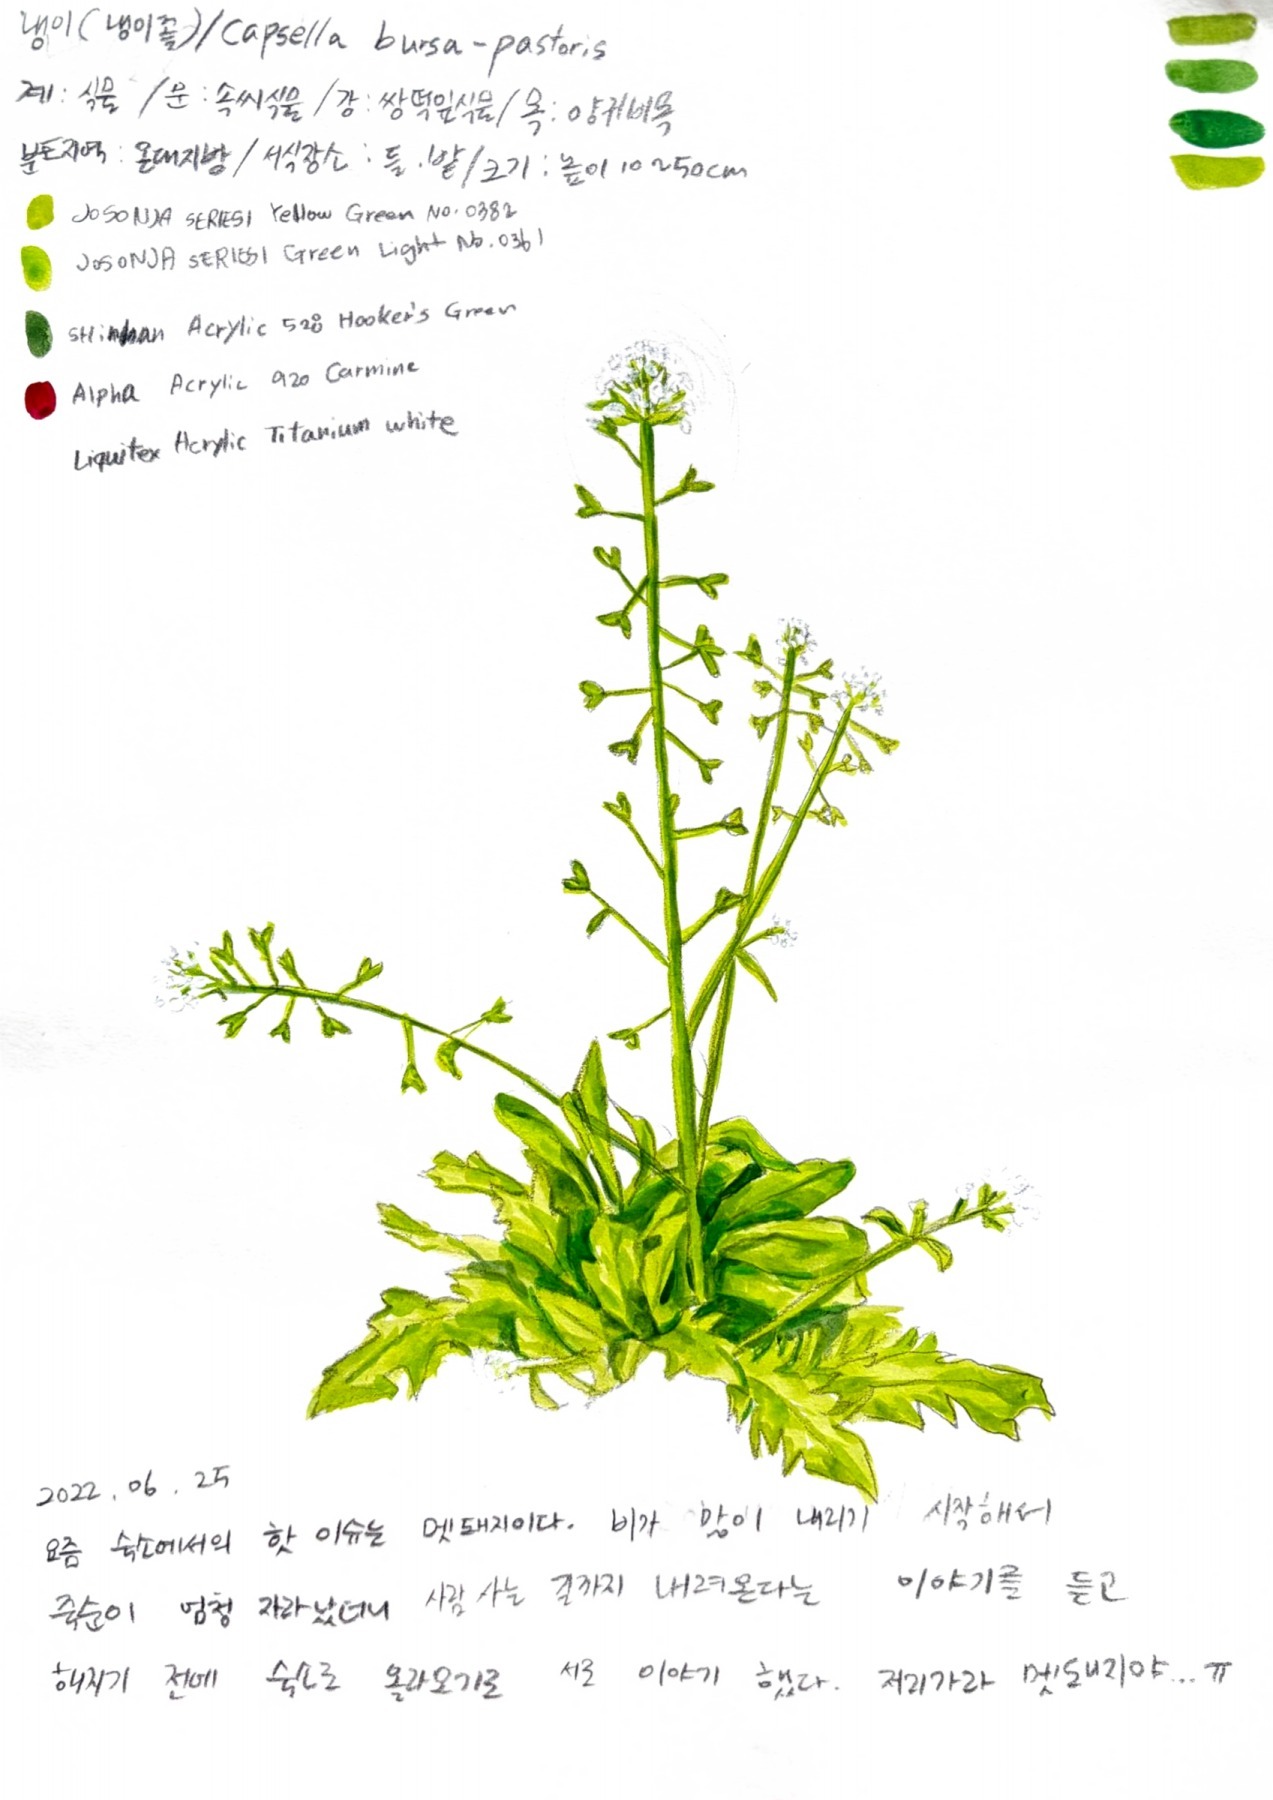 냉이(냉이꽃)/Capsella bursa-pastoris
계: 식물 /문: 속씨식물 /강: 쌍떡잎식물/ 목: 양귀비목
분포지역: 온대지방/서식장소: 들.밭/크기: 높이 10~50cm
JOSONJA SERIES1 Yellow Green No.0382
JOSONJA SERIES1 Green Light No.0361
SHinhan Acrylic 528 Hooker's Green
Alpha Acrylic 920 Carmine
Liquitex Acrylic Titanium white
2022.06.25
요즘 숙소에서의 핫 이슈는 멧돼지이다. 비가 많이 내리기 시작해서
죽순이 엄청 자라났더니 사람 사는 길까지 내려온다는 이야기를 듣고
해지기 전에 숙소로 올라오기로 서로 이야기 했다. 저리가라 멧돼지야...ㅠ